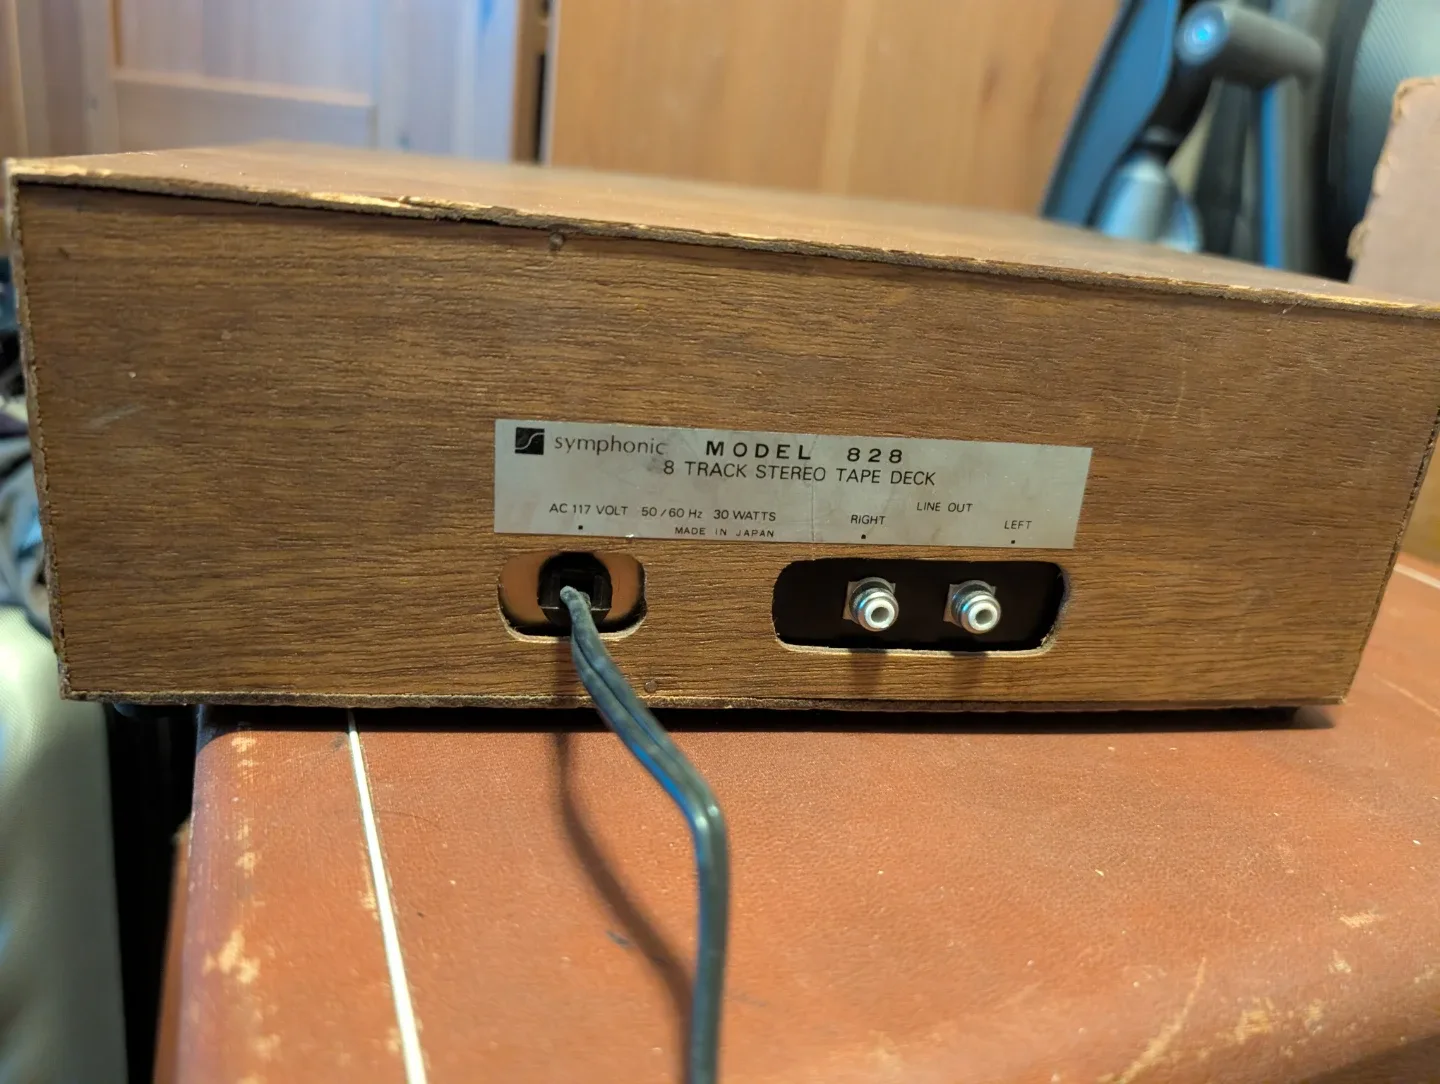 symphonic MODEL 828
8 TRACK STEREO TAPE DECK
AC 117 VOLT 50/60 Hz 30 WATTS
MADE IN JAPAN
RIGHT
LINE OUT
LEFT